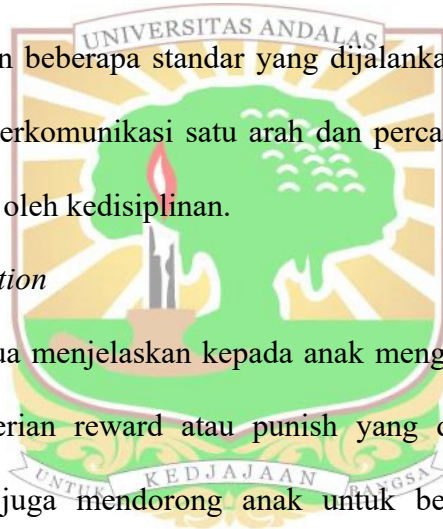 UNIVERSITAS ANDALAS
beberapa standar yang dijalanka
erkomunikasi satu arah dan perca
oleh kedisiplinan.
tion
ua menjelaskan kepada anak meng
erian reward atau punish yang d
UNTUK KEDJAJAAN BANGSA
juga mendorong anak untuk be